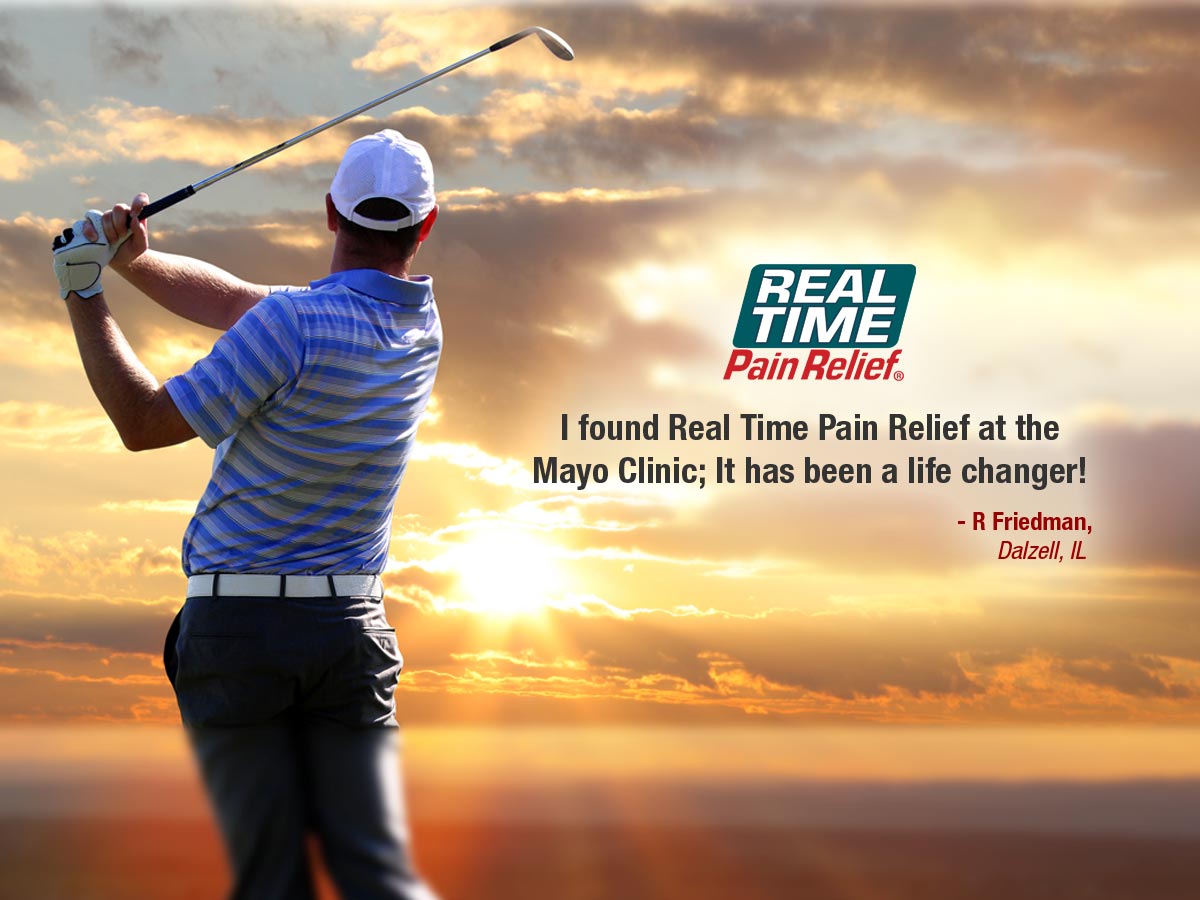 REAL
TIME
Pain Relief®
I found Real Time Pain Relief at the
Mayo Clinic; It has been a life changer!
- R Friedman,
Dalzell, IL